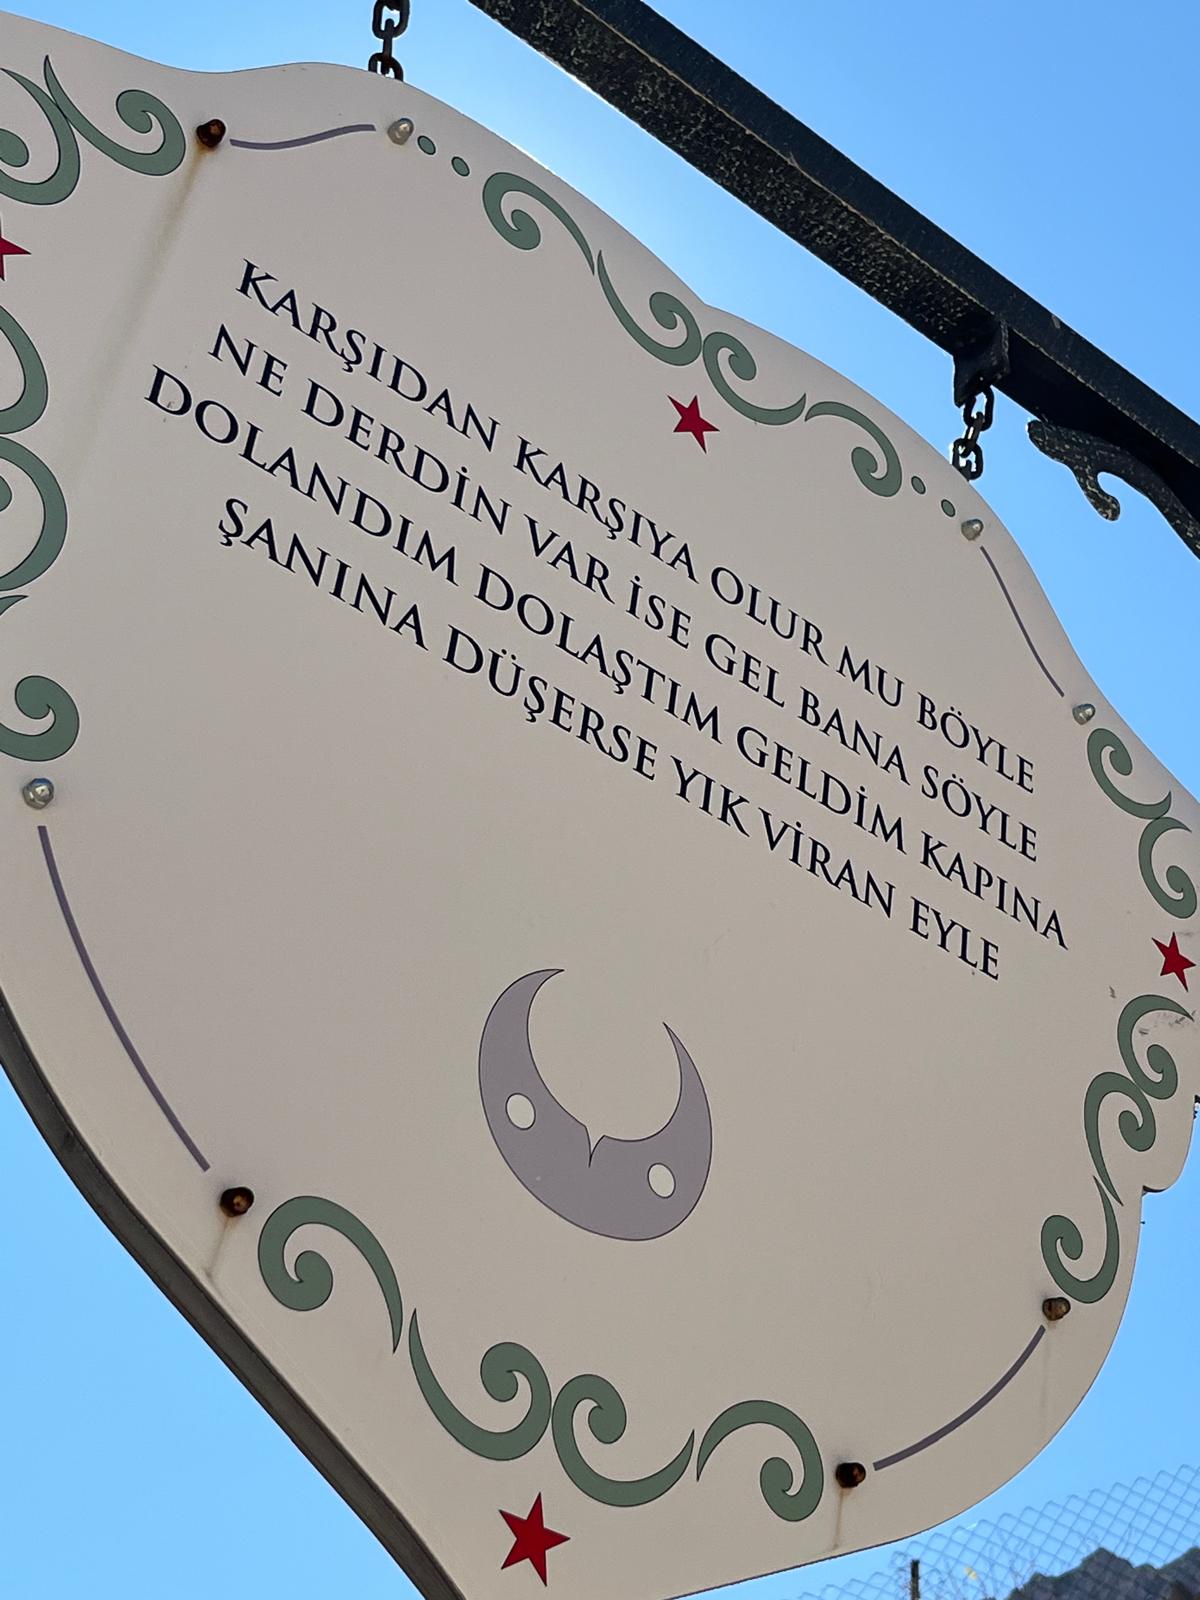 KARŞIDAN KARŞIYA OLUR MU BÖYLE
NE DERDİN VAR İSE GEL BANA SÖYLE
DOLANDIM DOLAŞTIM GELDİM KAPINA
ŞANINA DÜŞERSE YIK VİRAN EYLE